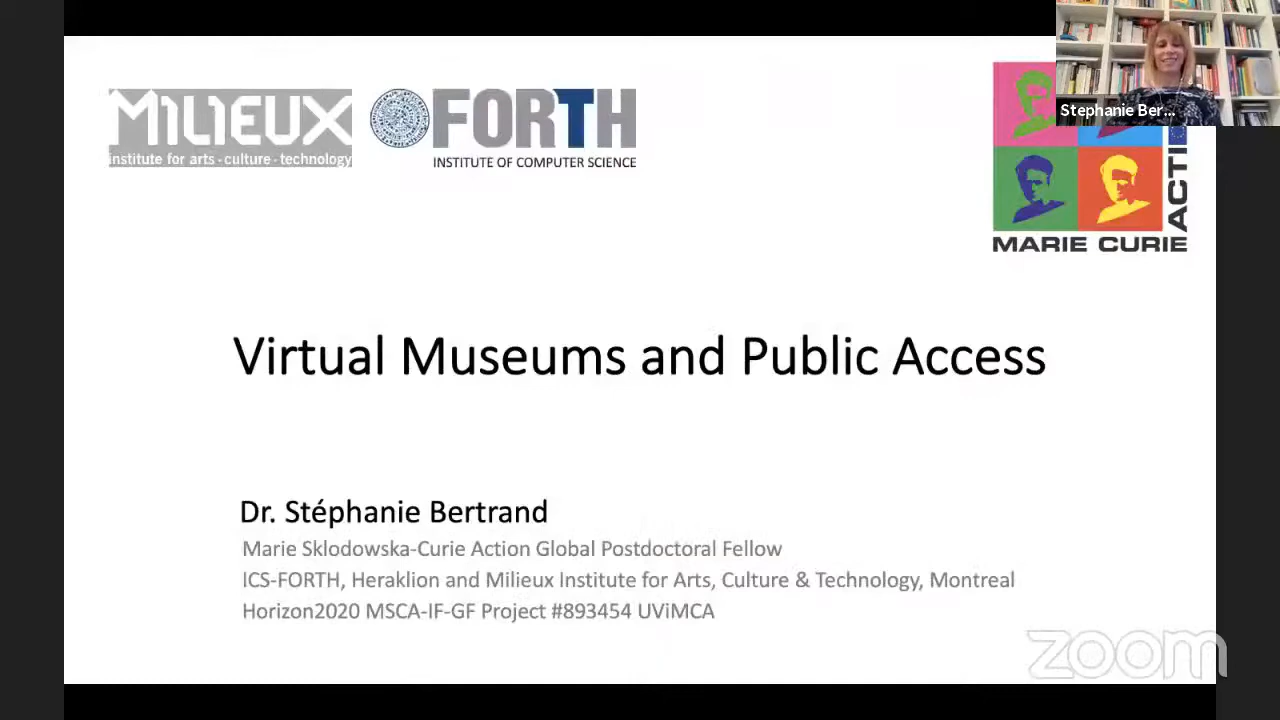 MILIEUX
institute for arts · culture · technology
FORTH
INSTITUTE OF COMPUTER SCIENCE
Stephanie Ber...
MARIE CURIE
Virtual Museums and Public Access
Dr. Stéphanie Bertrand
Marie Sklodowska-Curie Action Global Postdoctoral Fellow
ICS-FORTH, Heraklion and Milieux Institute for Arts, Culture & Technology, Montreal
Horizon2020 MSCA-IF-GF Project #893454 UViMCA
zoom